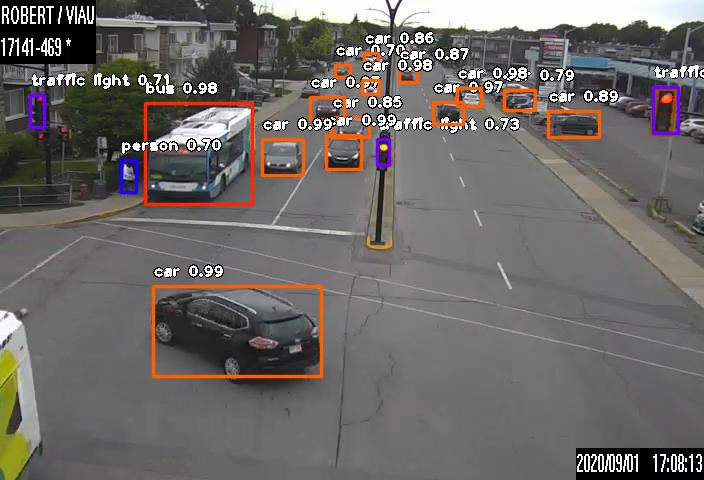 ROBERT / VIAU
17141-469 *
car 0.86
car 0.70
car 0.87
car 0.98
traffic light 0.71
bus 0.98
car 0.97
car 0.98
0.79
traffic
car 0.85
car 0.89
car 0.99
car 0.99
traffic light 0.73
person 0.70
car 0.99
2020/09/01 17:08:13